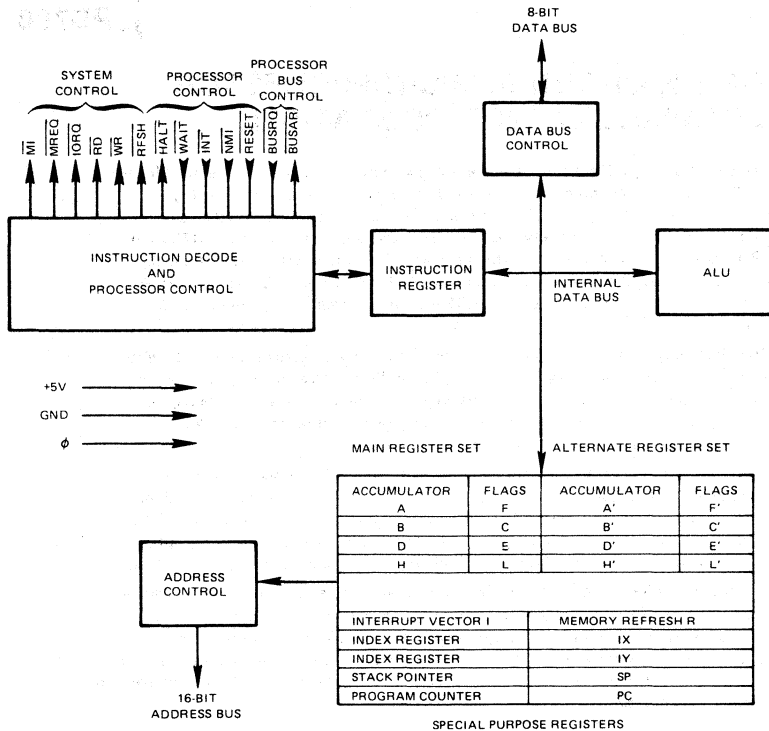 8-BIT
DATA BUS
SYSTEM
CONTROL
PROCESSOR
CONTROL
PROCESSOR
BUS
CONTROL
MI
MREQ
IORQ
RD
WR
RFSH
HALT
WAIT
INT
NMI
RESET
BUSRQ
BUSAR
DATA BUS
CONTROL
INSTRUCTION DECODE
AND
PROCESSOR CONTROL
INSTRUCTION
REGISTER
INTERNAL
DATA BUS
ALU
+5V
GND
ϕ
MAIN REGISTER SET ALTERNATE REGISTER SET
ACCUMULATOR FLAGS ACCUMULATOR FLAGS
A F A' F'
B C B' C'
D E D' E'
H L H' L'
ADDRESS
CONTROL
INTERRUPT VECTOR I MEMORY REFRESH R
INDEX REGISTER IX
INDEX REGISTER IY
STACK POINTER SP
PROGRAM COUNTER PC
16-BIT
ADDRESS BUS
SPECIAL PURPOSE REGISTERS